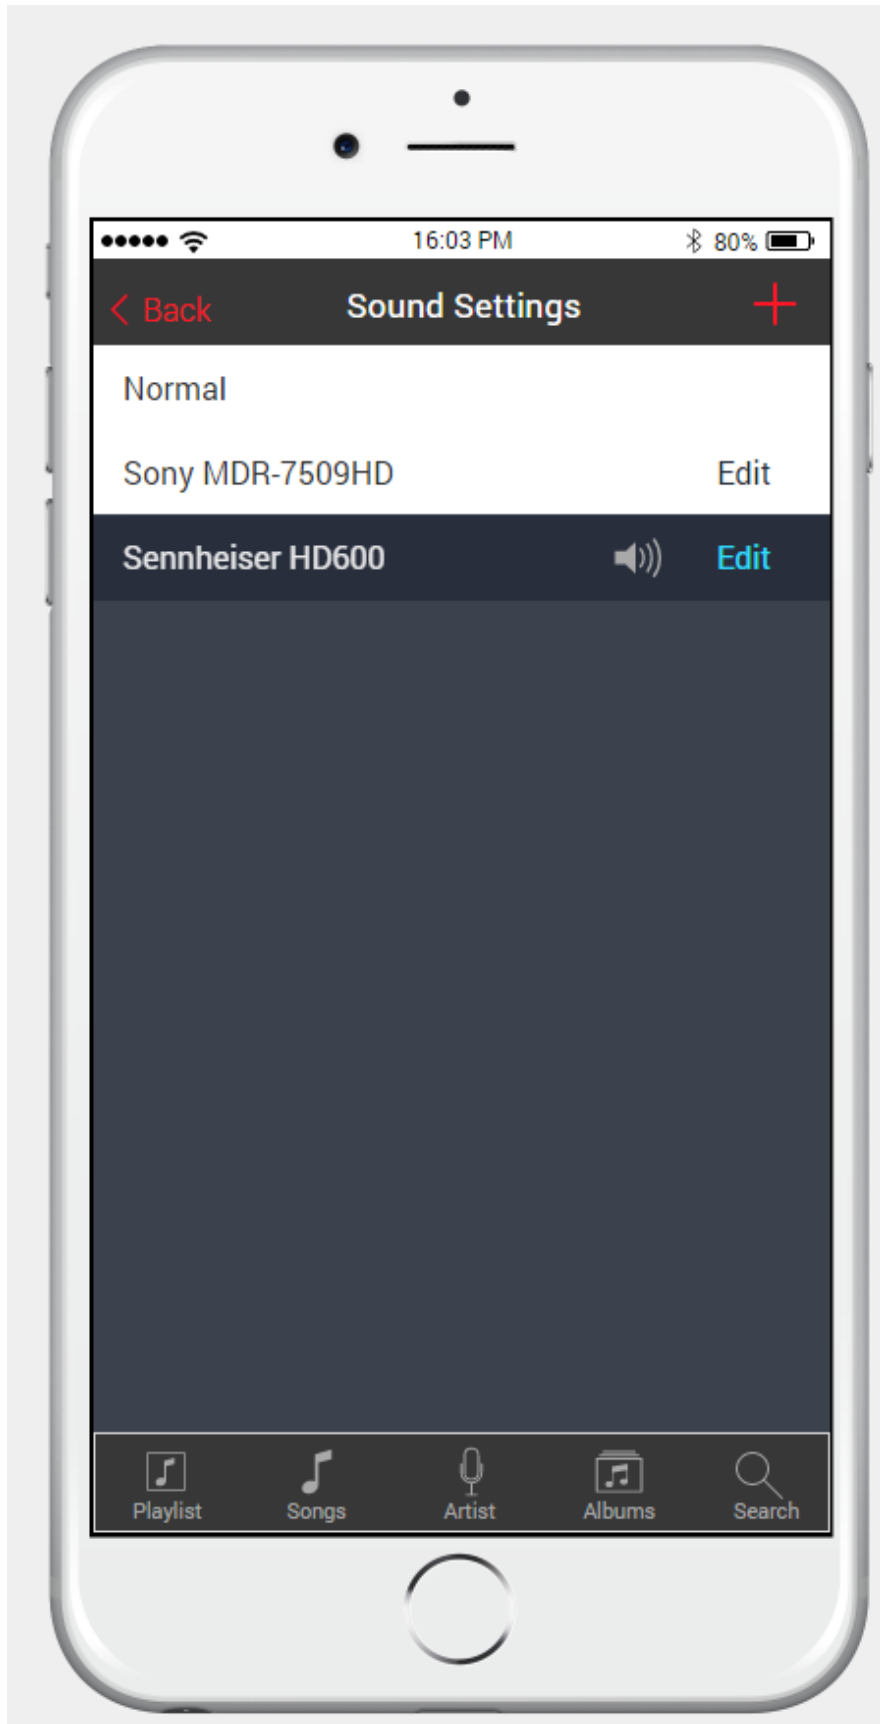 16:03 PM 80%
Back Sound Settings
Normal
Sony MDR-7509HD Edit
Sennheiser HD600 Edit
Playlist Songs Artist Albums Search